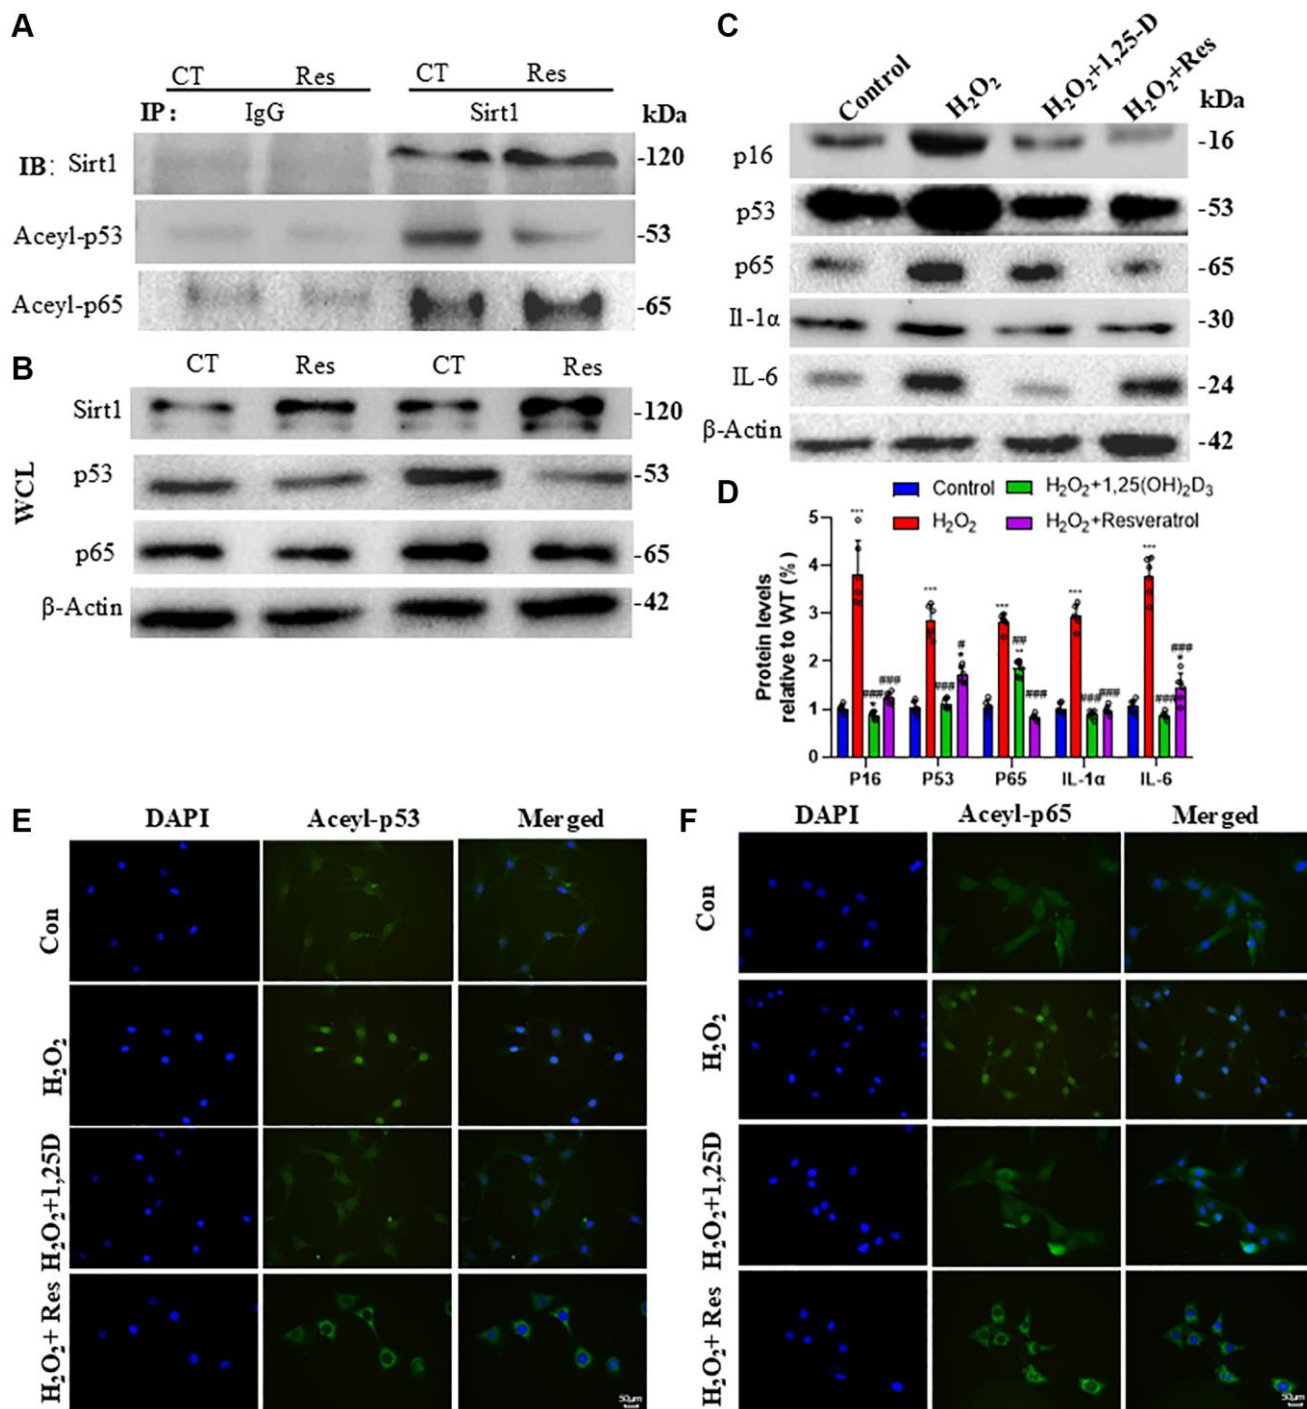 A
CT Res CT Res
IP: IgG Sirt1 kDa
IB: Sirt1 -120
Aceyl-p53 -53
Aceyl-p65 -65
B
CT Res CT Res
WCL
Sirt1 -120
p53 -53
p65 -65
β-Actin -42
C
Control H₂O₂ H₂O₂+1,25-D H₂O₂+Res kDa
p16 -16
p53 -53
p65 -65
Il-1α -30
IL-6 -24
β-Actin -42
D
Control H₂O₂+1,25(OH)₂D₃
H₂O₂ H₂O₂+Resveratrol
Protein levels
relative to WT (%)
5
4
3
2
1
0
*** *** *** *** ***
### * ### ### # * ## ** ### ### ### ### ### *
P16 P53 P65 IL-1α IL-6
E
DAPI Aceyl-p53 Merged
Con
H₂O₂
H₂O₂+1,25D
H₂O₂+ Res
50μm
F
DAPI Aceyl-p65 Merged
Con
H₂O₂
H₂O₂+1,25D
H₂O₂+ Res
50μm